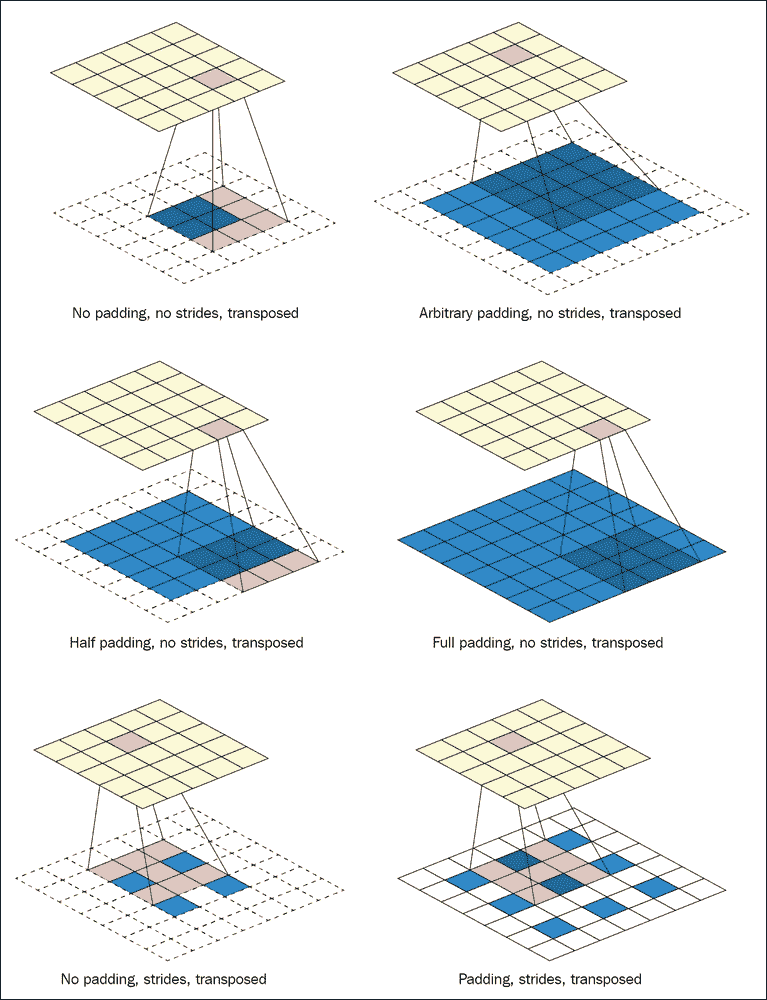 No padding, no strides, transposed
Arbitrary padding, no strides, transposed
Half padding, no strides, transposed
Full padding, no strides, transposed
No padding, strides, transposed
Padding, strides, transposed